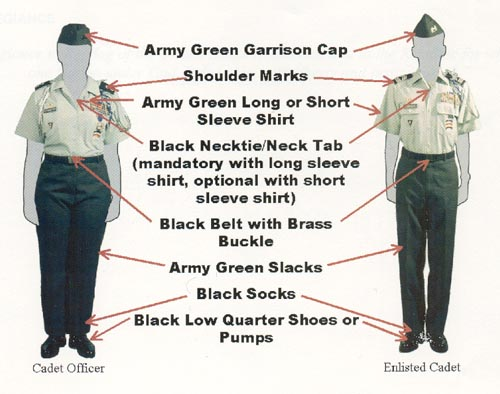 Army Green Garrison Cap
Shoulder Marks
Army Green Long or Short
Sleeve Shirt
Black Necktie/Neck Tab
(mandatory with long sleeve
shirt, optional with short
sleeve shirt)
Black Belt with Brass
Buckle
Army Green Slacks
Black Socks
Black Low Quarter Shoes or
Pumps
Cadet Officer
Enlisted Cadet